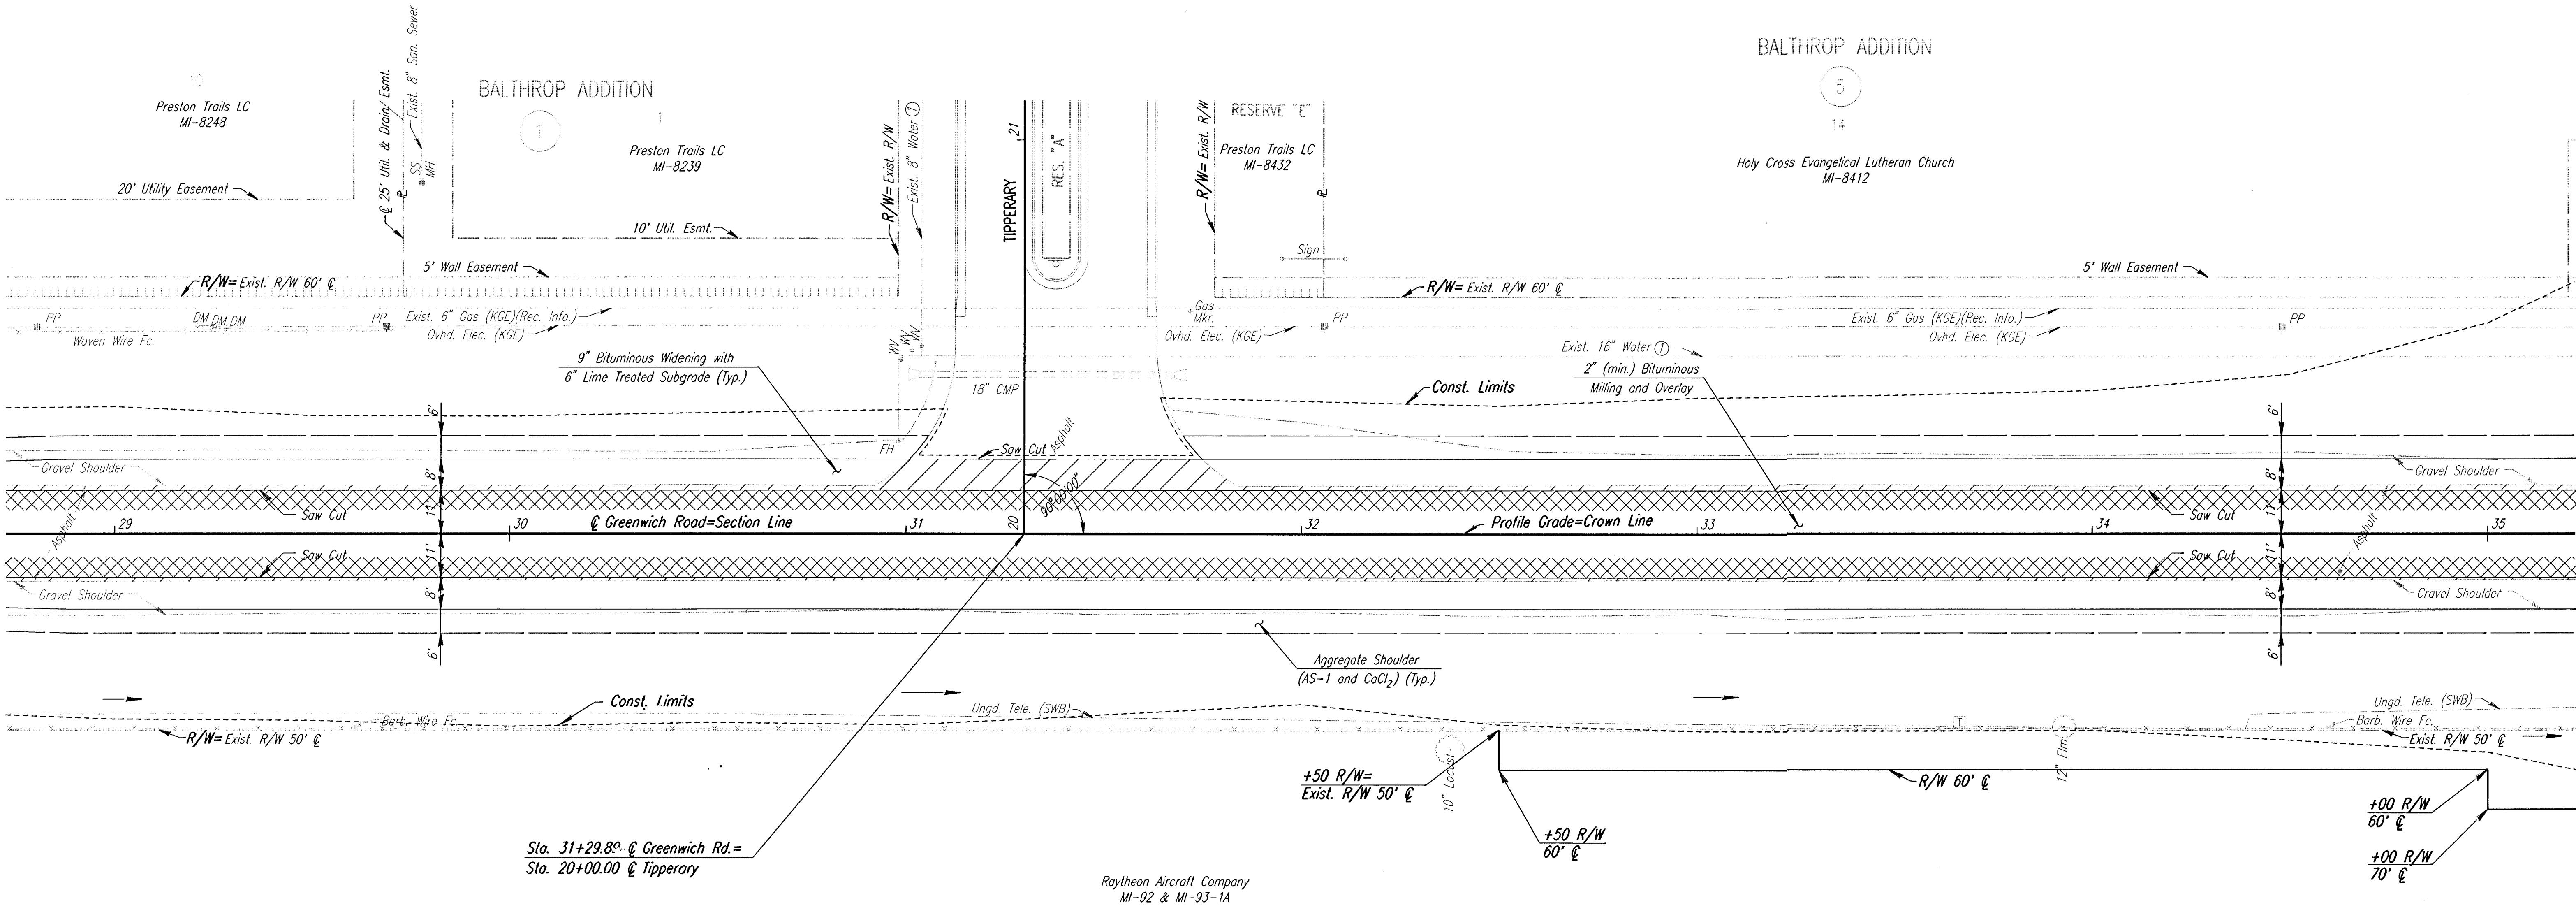 BALTHROP ADDITION
5
14
Holy Cross Evangelical Lutheran Church
MI-8412
10
Preston Trails LC
MI-8248
20' Utility Easement
℄ 25' Util. & Drain. Esmt.
Exist. 8" San. Sewer
SS
MH
℄
BALTHROP ADDITION
1
1
Preston Trails LC
MI-8239
10' Util. Esmt.
5' Wall Easement
R/W= Exist. R/W
Exist. 8" Water ①
TIPPERARY
21
RES. "A"
R/W= Exist. R/W
RESERVE "E"
Preston Trails LC
MI-8432
Sign
5' Wall Easement
R/W= Exist. R/W 60' ℄
R/W= Exist. R/W 60' ℄
PP
DM
DM
DM
PP
Woven Wire Fc.
Exist. 6" Gas (KGE)(Rec. Info.)
Ovhd. Elec. (KGE)
WV
WV
WV
Gas
Mkr.
PP
Ovhd. Elec. (KGE)
Exist. 6" Gas (KGE)(Rec. Info.)
Ovhd. Elec. (KGE)
PP
9" Bituminous Widening with
6" Lime Treated Subgrade (Typ.)
18" CMP
Exist. 16" Water ①
2" (min.) Bituminous
Milling and Overlay
Const. Limits
FH
Saw Cut
Asphalt
6'
8'
11'
6'
8'
11'
Gravel Shoulder
Gravel Shoulder
Saw Cut
Saw Cut
Asphalt
Asphalt
29
30
℄ Greenwich Road=Section Line
31
20
90°00'00"
32
Profile Grade=Crown Line
33
34
35
Saw Cut
Saw Cut
11'
8'
6'
11'
8'
6'
Gravel Shoulder
Gravel Shoulder
Aggregate Shoulder
(AS-1 and CaCl2) (Typ.)
Const. Limits
Barb. Wire Fc.
R/W= Exist. R/W 50' ℄
Ungd. Tele. (SWB)
T
Ungd. Tele. (SWB)
Barb. Wire Fc.
Exist. R/W 50' ℄
10" Locust
12" Elm
+50 R/W=
Exist. R/W 50' ℄
R/W 60' ℄
+50 R/W
60' ℄
+00 R/W
60' ℄
+00 R/W
70' ℄
Sta. 31+29.89 ℄ Greenwich Rd.=
Sta. 20+00.00 ℄ Tipperary
Raytheon Aircraft Company
MI-92 & MI-93-1A